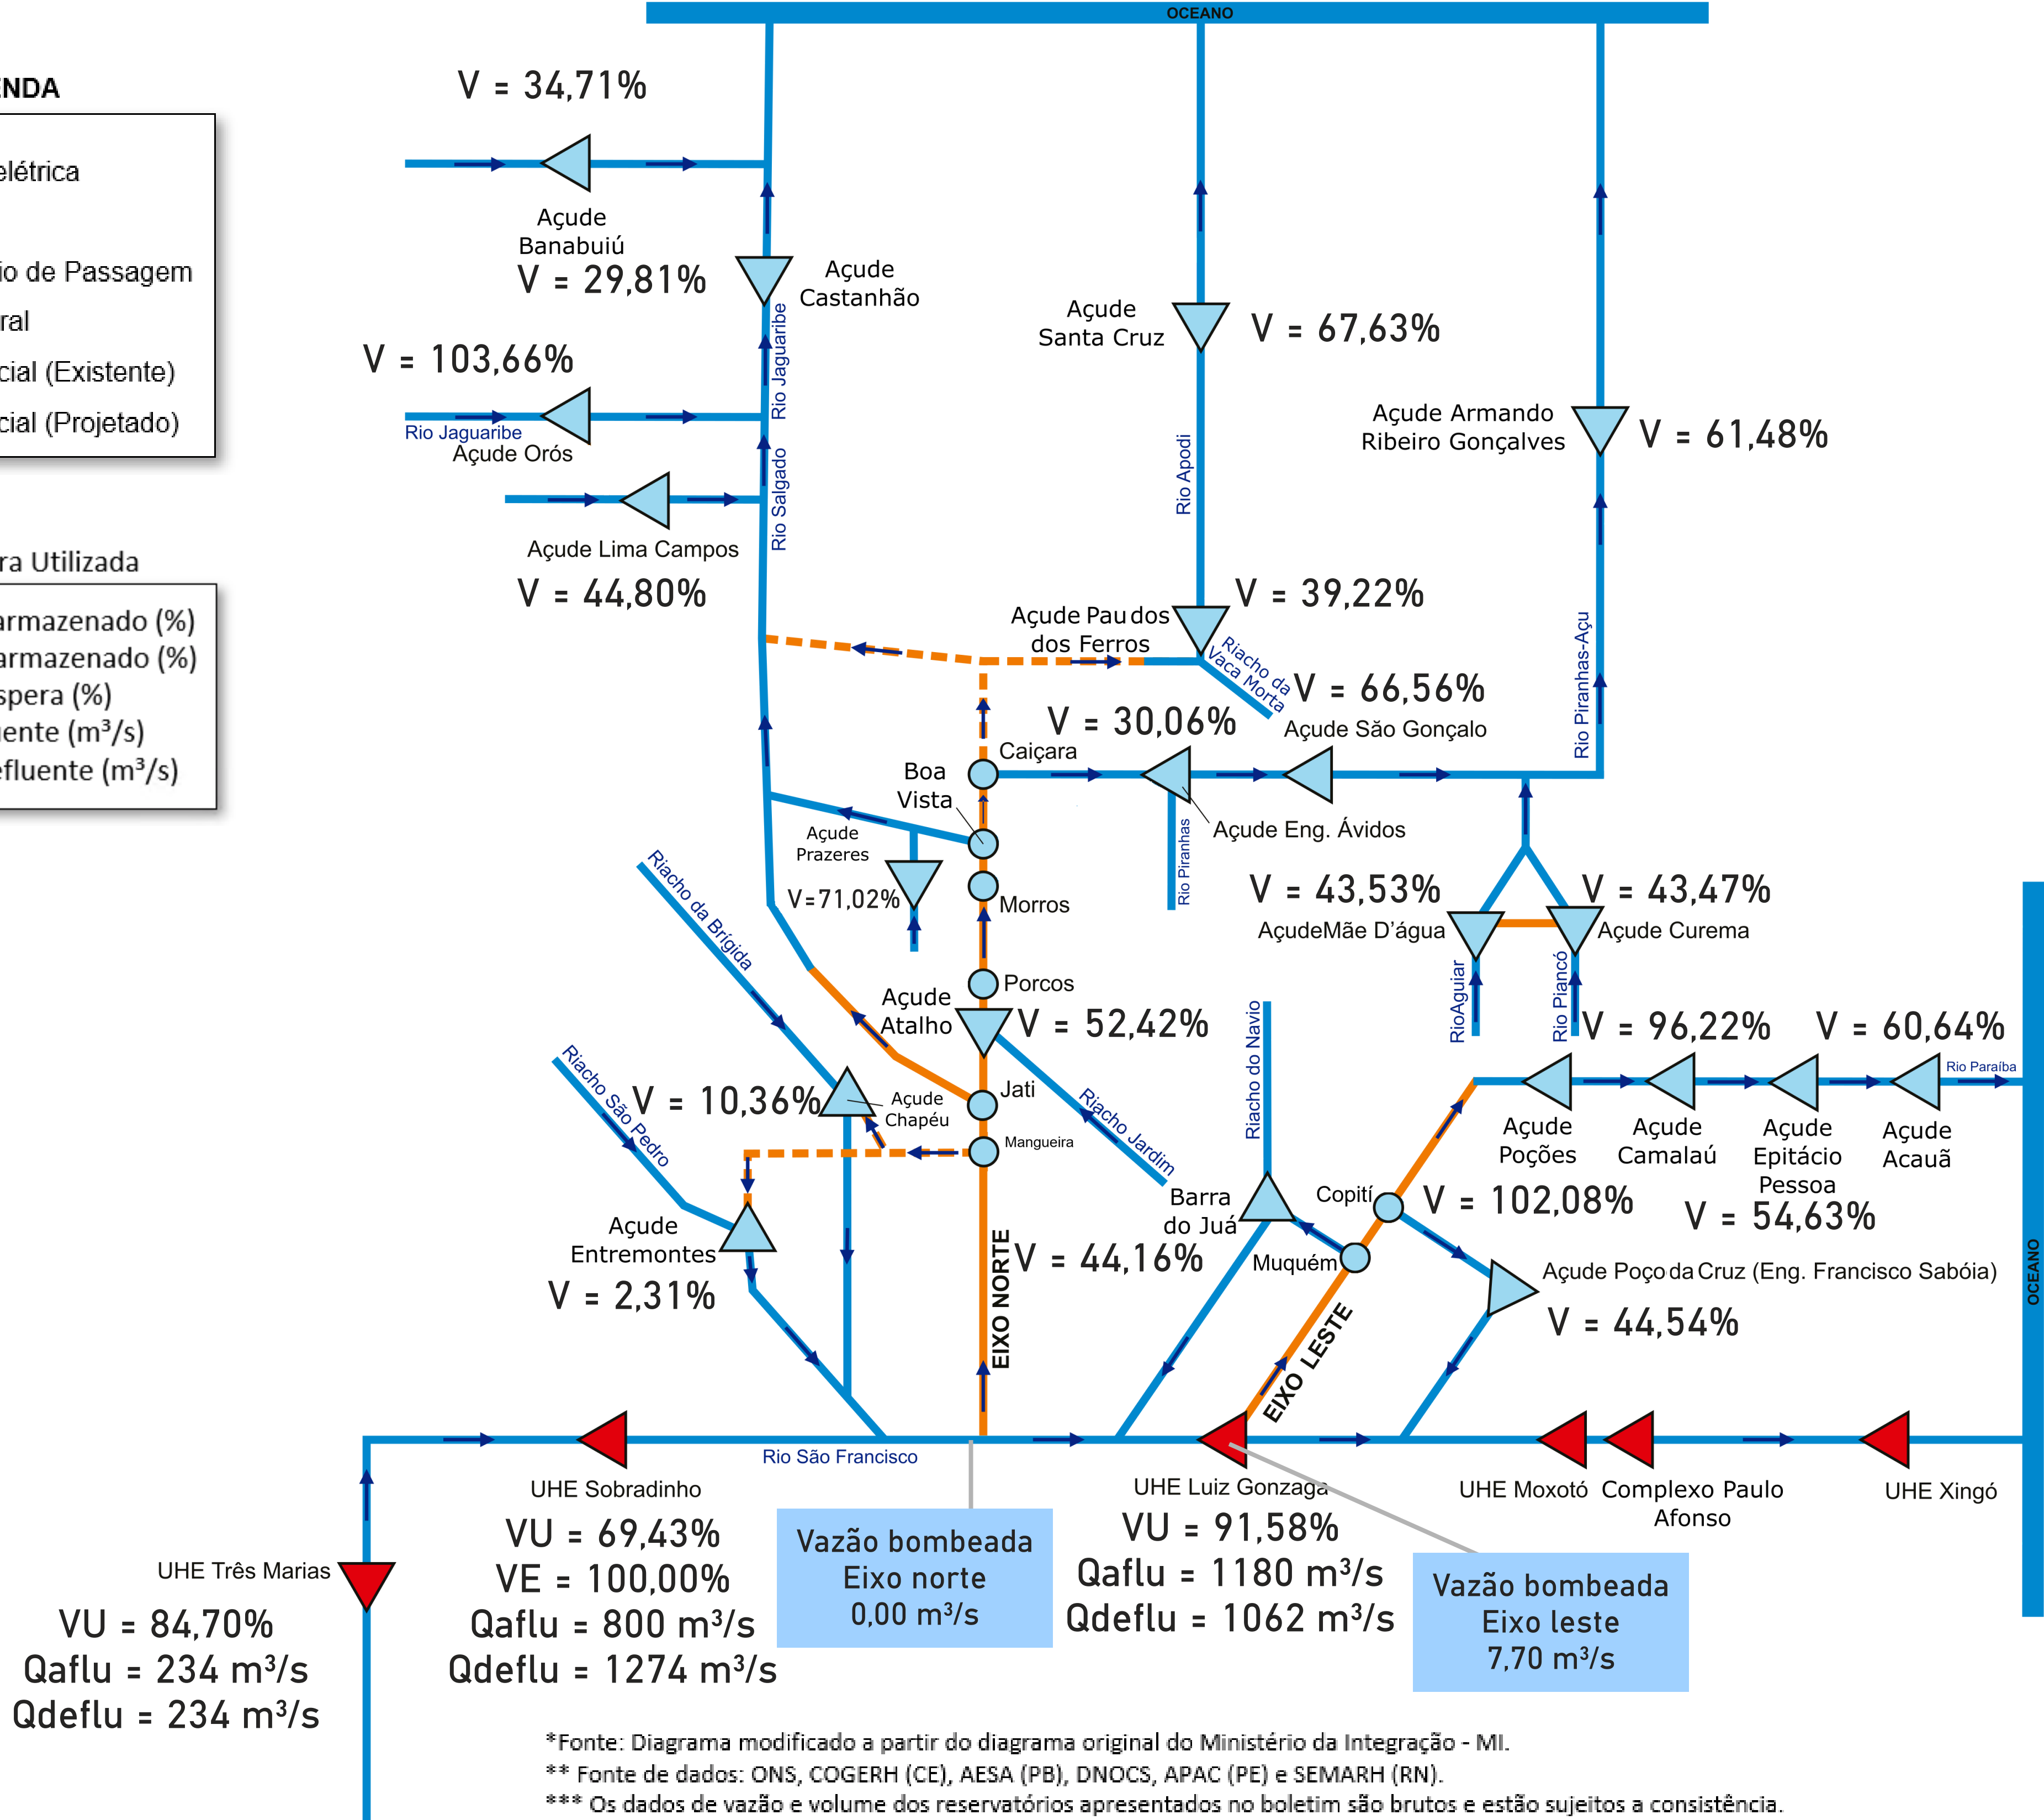 OCEANO
V = 34,71%
Açude
Banabuiú
V = 29,81%
Açude
Castanhão
V = 103,66%
Rio Jaguaribe
Açude Orós
Rio Jaguaribe
Rio Salgado
Açude Lima Campos
V = 44,80%
Açude
Santa Cruz
V = 67,63%
Rio Apodi
Açude Armando
Ribeiro Gonçalves
V = 61,48%
Rio Piranhas-Açu
Açude Pau dos
dos Ferros
V = 39,22%
Riacho da
Vaca Morta
V = 66,56%
Açude São Gonçalo
V = 30,06%
Caiçara
Boa
Vista
Açude Eng. Ávidos
Rio Piranhas
Açude
Prazeres
V=71,02%
Morros
Porcos
Açude
Atalho
V = 52,42%
Jati
Mangueira
Riacho Jardim
Riacho da Brígida
Riacho São Pedro
V = 10,36%
Açude
Chapéu
Açude
Entremontes
V = 2,31%
EIXO NORTE
V = 43,53%
AçudeMãe D'água
V = 43,47%
Açude Curema
RioAguiar
Rio Piancó
V = 96,22%
V = 60,64%
Rio Paraíba
Açude
Poções
Açude
Camalaú
Açude
Epitácio
Pessoa
Açude
Acauã
V = 102,08%
V = 54,63%
Riacho do Navio
Barra
do Juá
V = 44,16%
Copití
Muquém
EIXO LESTE
Açude Poço da Cruz (Eng. Francisco Sabóia)
V = 44,54%
OCEANO
Rio São Francisco
UHE Sobradinho
VU = 69,43%
VE = 100,00%
Qaflu = 800 m³/s
Qdeflu = 1274 m³/s
UHE Três Marias
VU = 84,70%
Qaflu = 234 m³/s
Qdeflu = 234 m³/s
Vazão bombeada
Eixo norte
0,00 m³/s
UHE Luiz Gonzaga
VU = 91,58%
Qaflu = 1180 m³/s
Qdeflu = 1062 m³/s
Vazão bombeada
Eixo leste
7,70 m³/s
UHE Moxotó
Complexo Paulo
Afonso
UHE Xingó
ENDA
elétrica
io de Passagem
ral
cial (Existente)
cial (Projetado)
ra Utilizada
armazenado (%)
armazenado (%)
spera (%)
uente (m³/s)
efluente (m³/s)
*Fonte: Diagrama modificado a partir do diagrama original do Ministério da Integração - MI.
** Fonte de dados: ONS, COGERH (CE), AESA (PB), DNOCS, APAC (PE) e SEMARH (RN).
*** Os dados de vazão e volume dos reservatórios apresentados no boletim são brutos e estão sujeitos a consistência.